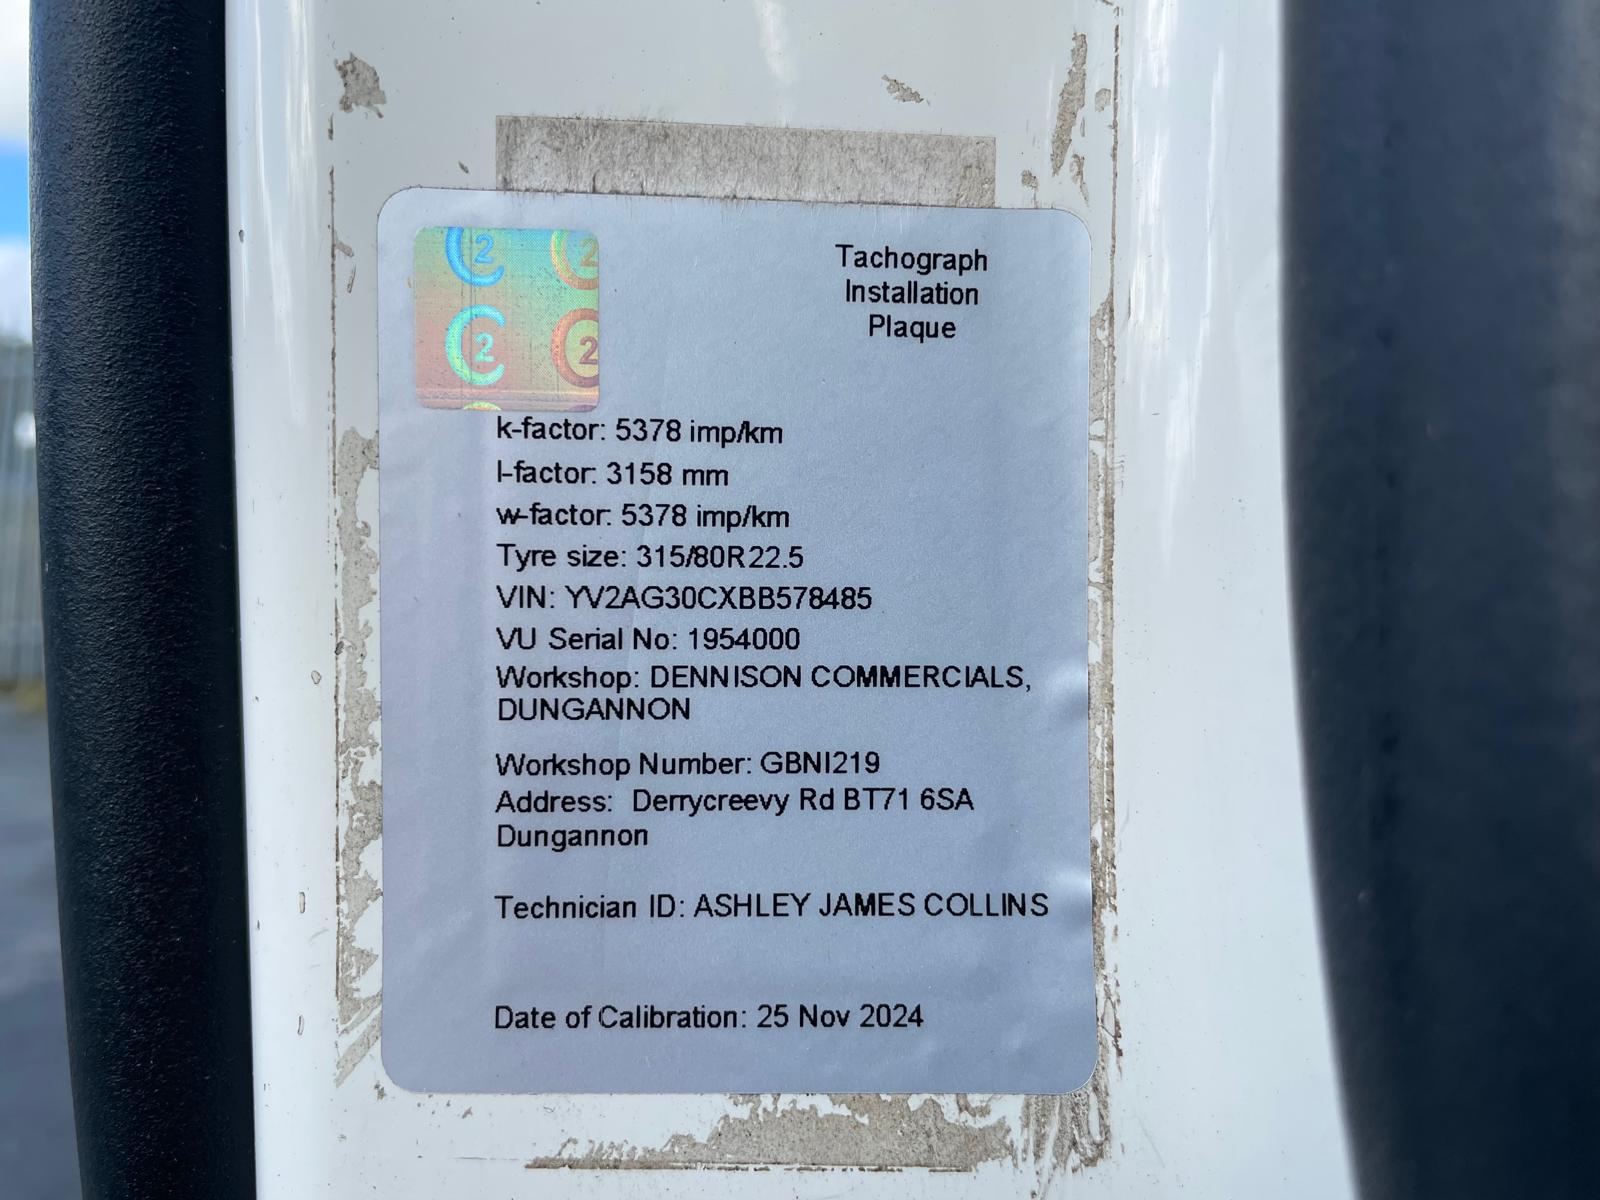 Tachograph
Installation
Plaque
k-factor: 5378 imp/km
l-factor: 3158 mm
w-factor: 5378 imp/km
Tyre size: 315/80R22.5
VIN: YV2AG30CXBB578485
VU Serial No: 1954000
Workshop: DENNISON COMMERCIALS,
DUNGANNON
Workshop Number: GBNI219
Address: Derrycreevy Rd BT71 6SA
Dungannon
Technician ID: ASHLEY JAMES COLLINS
Date of Calibration: 25 Nov 2024